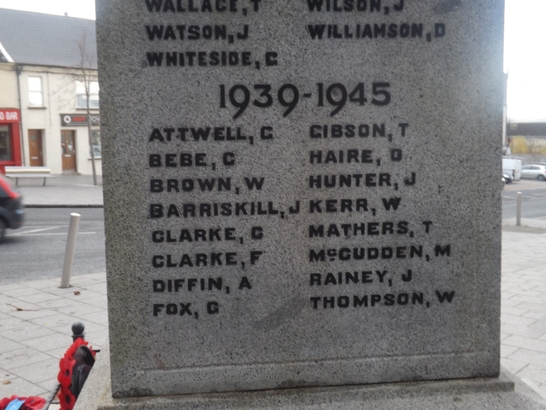 WALLACE, T WILSON, J
WATSON, J WILLIAMSON, D
WHITESIDE, G
1939-1945
ATTWELL, G GIBSON, T
BEBE, G HAIRE, D
BROWN, W HUNTER, J
BARRISKILL, J KERR, W
CLARKE, G MATHERS, T
CLARKE, F McCUDDEN, M
DIFFIN, A RAINEY, J
FOX, G THOMPSON, W
BAR